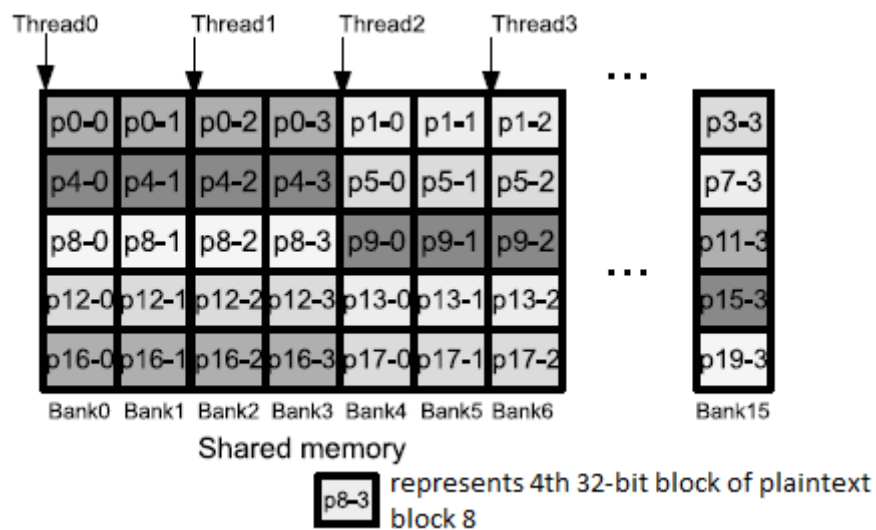 Thread0 Thread1 Thread2 Thread3
...
p0-0 p0-1 p0-2 p0-3 p1-0 p1-1 p1-2 p3-3
p4-0 p4-1 p4-2 p4-3 p5-0 p5-1 p5-2 p7-3
p8-0 p8-1 p8-2 p8-3 p9-0 p9-1 p9-2 p11-3
...
p12-0 p12-1 p12-2 p12-3 p13-0 p13-1 p13-2 p15-3
p16-0 p16-1 p16-2 p16-3 p17-0 p17-1 p17-2 p19-3
Bank0 Bank1 Bank2 Bank3 Bank4 Bank5 Bank6 Bank15
Shared memory
p8-3 represents 4th 32-bit block of plaintext
block 8